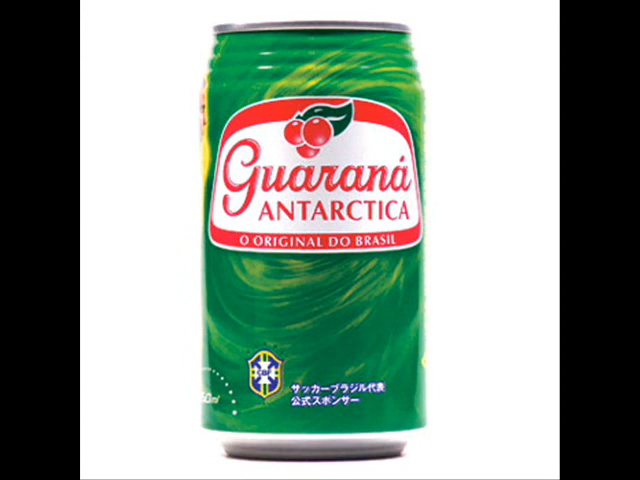 Guaraná
ANTARCTICA
O ORIGINAL DO BRASIL
CBF
サッカーブラジル代表
公式スポンサー